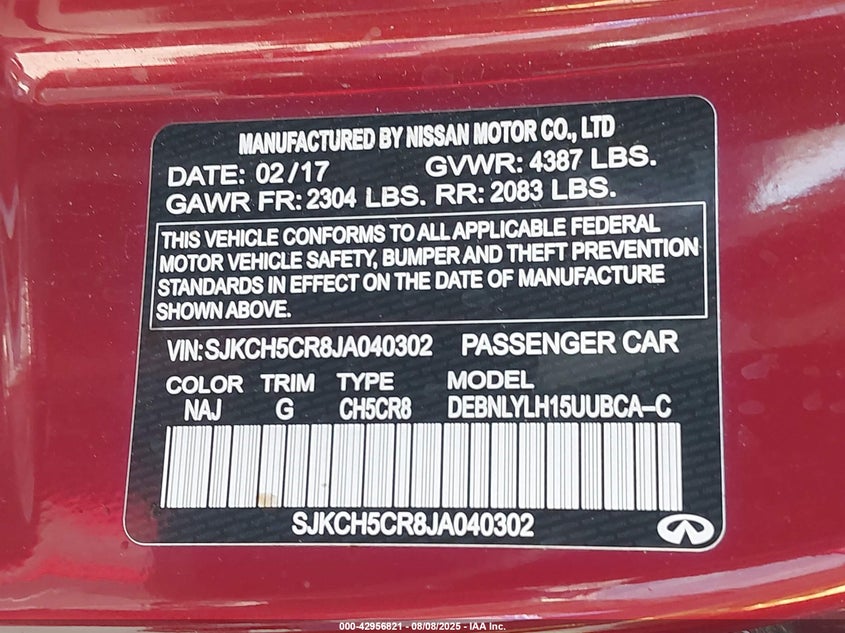 MANUFACTURED BY NISSAN MOTOR CO., LTD
DATE: 02/17 GVWR: 4387 LBS.
GAWR FR: 2304 LBS. RR: 2083 LBS.
THIS VEHICLE CONFORMS TO ALL APPLICABLE FEDERAL
MOTOR VEHICLE SAFETY, BUMPER AND THEFT PREVENTION
STANDARDS IN EFFECT ON THE DATE OF MANUFACTURE
SHOWN ABOVE.
VIN: SJKCH5CR8JA040302 PASSENGER CAR
COLOR TRIM TYPE MODEL
NAJ G CH5CR8 DEBNLYLH15UUBCA-C
SJKCH5CR8JA040302
000-42956821 - 08/08/2025 - IAA Inc.